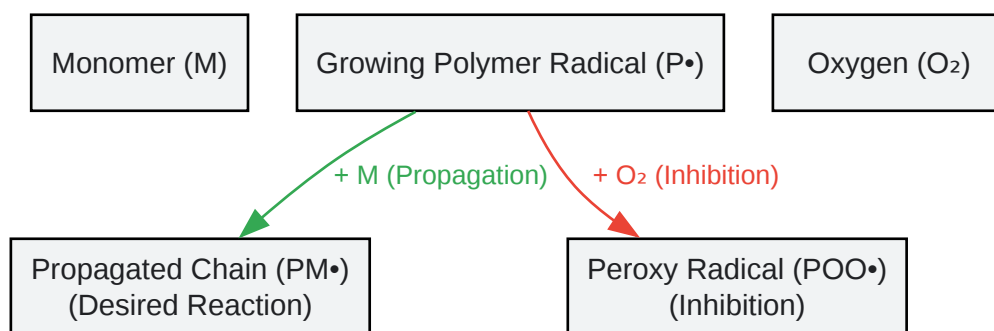 Monomer (M)
Growing Polymer Radical (P•)
Oxygen (O₂)
+ M (Propagation)
+ O₂ (Inhibition)
Propagated Chain (PM•)
(Desired Reaction)
Peroxy Radical (POO•)
(Inhibition)